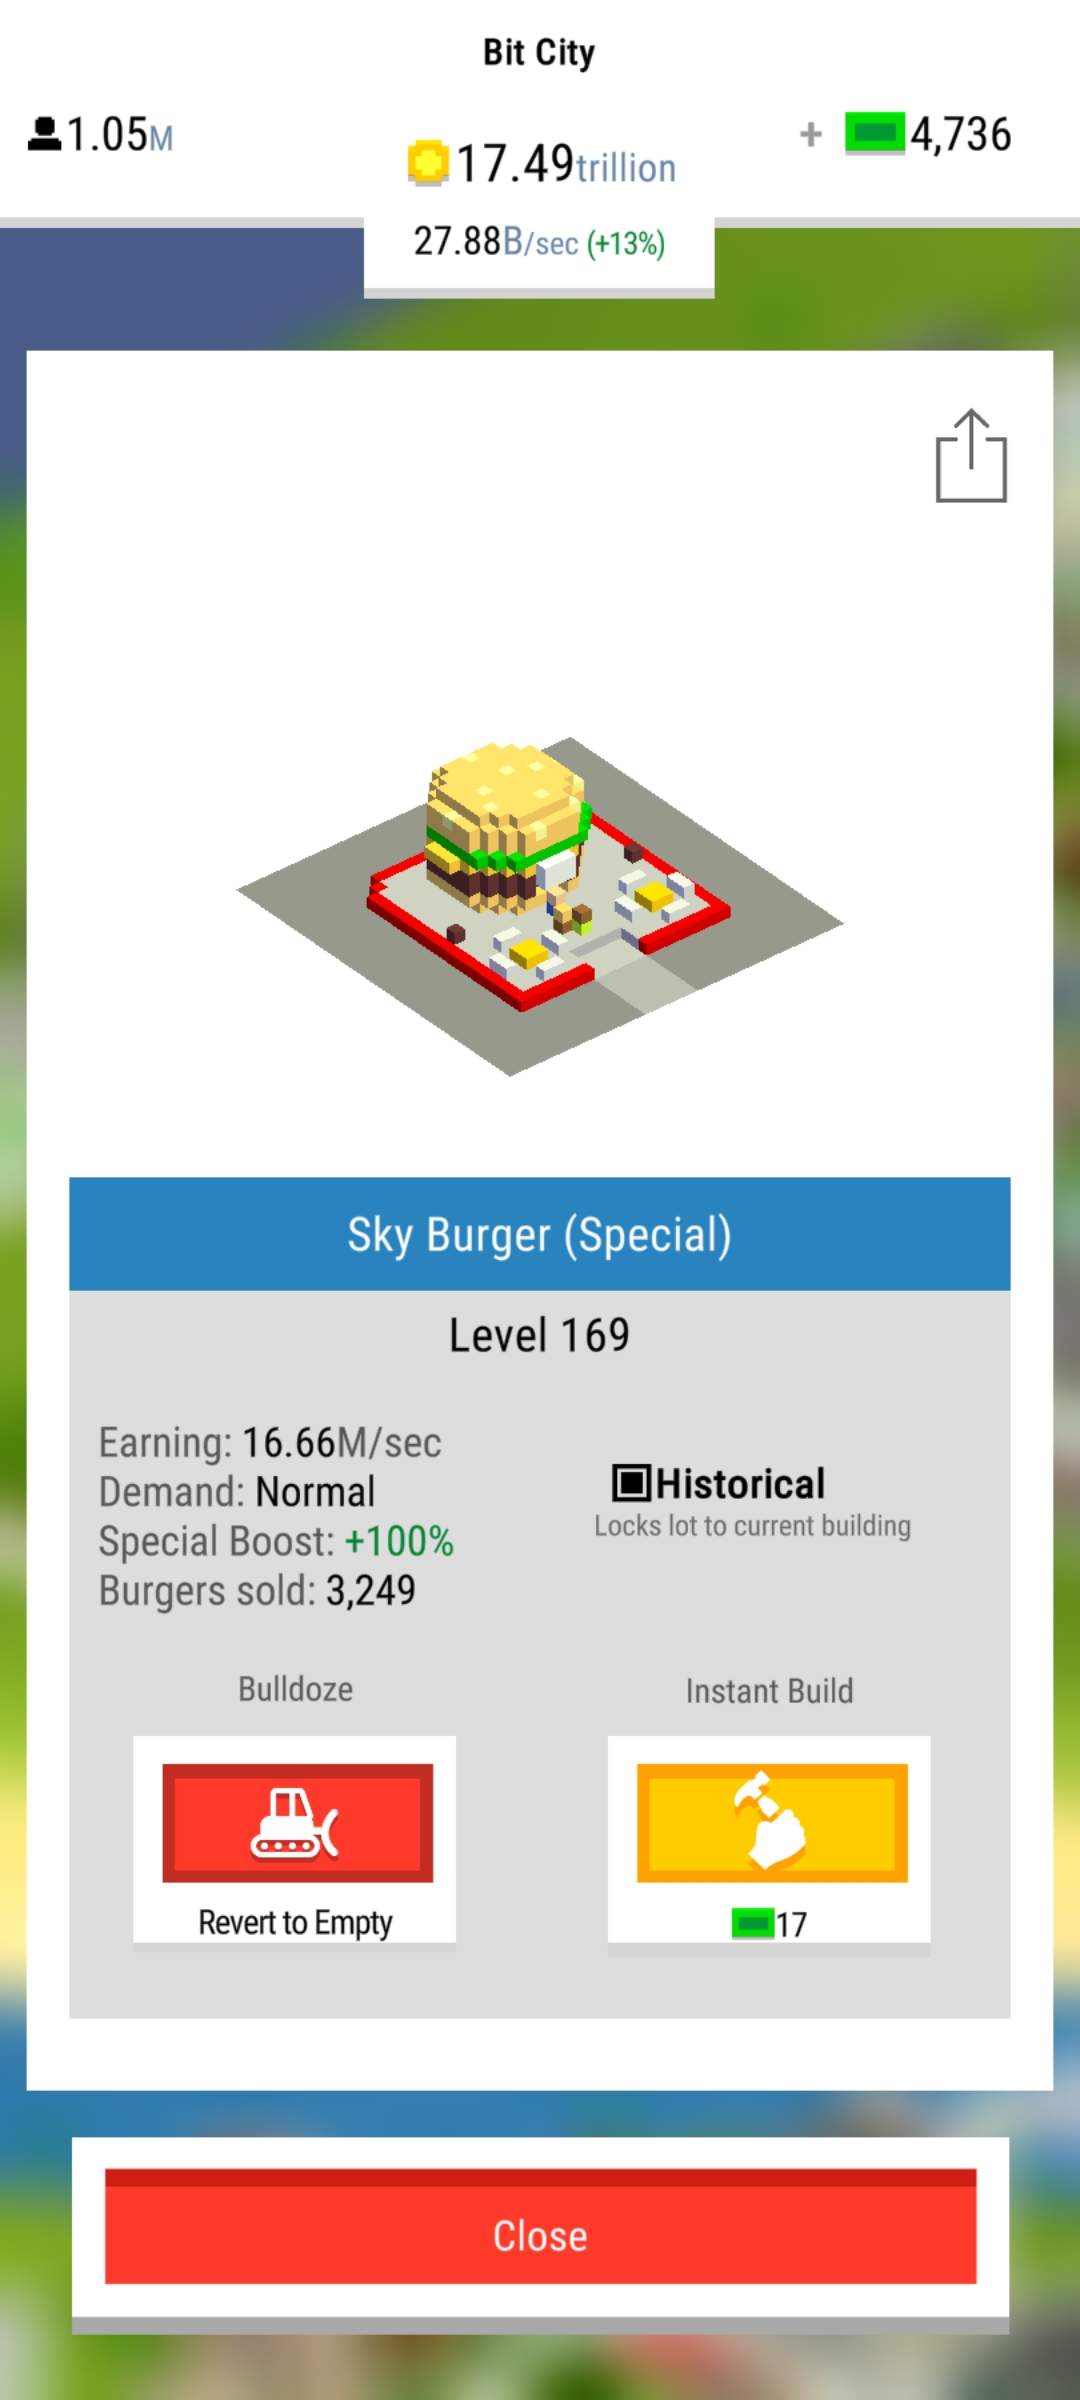 Bit City
1.05M
17.49trillion
+ 4,736
27.88B/sec (+13%)
Sky Burger (Special)
Level 169
Earning: 16.66M/sec
Demand: Normal
Special Boost: +100%
Burgers sold: 3,249
Historical
Locks lot to current building
Bulldoze
Instant Build
Revert to Empty
17
Close